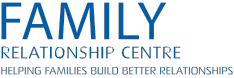 FAMILY
RELATIONSHIP CENTRE
HELPING FAMILIES BUILD BETTER RELATIONSHIPS